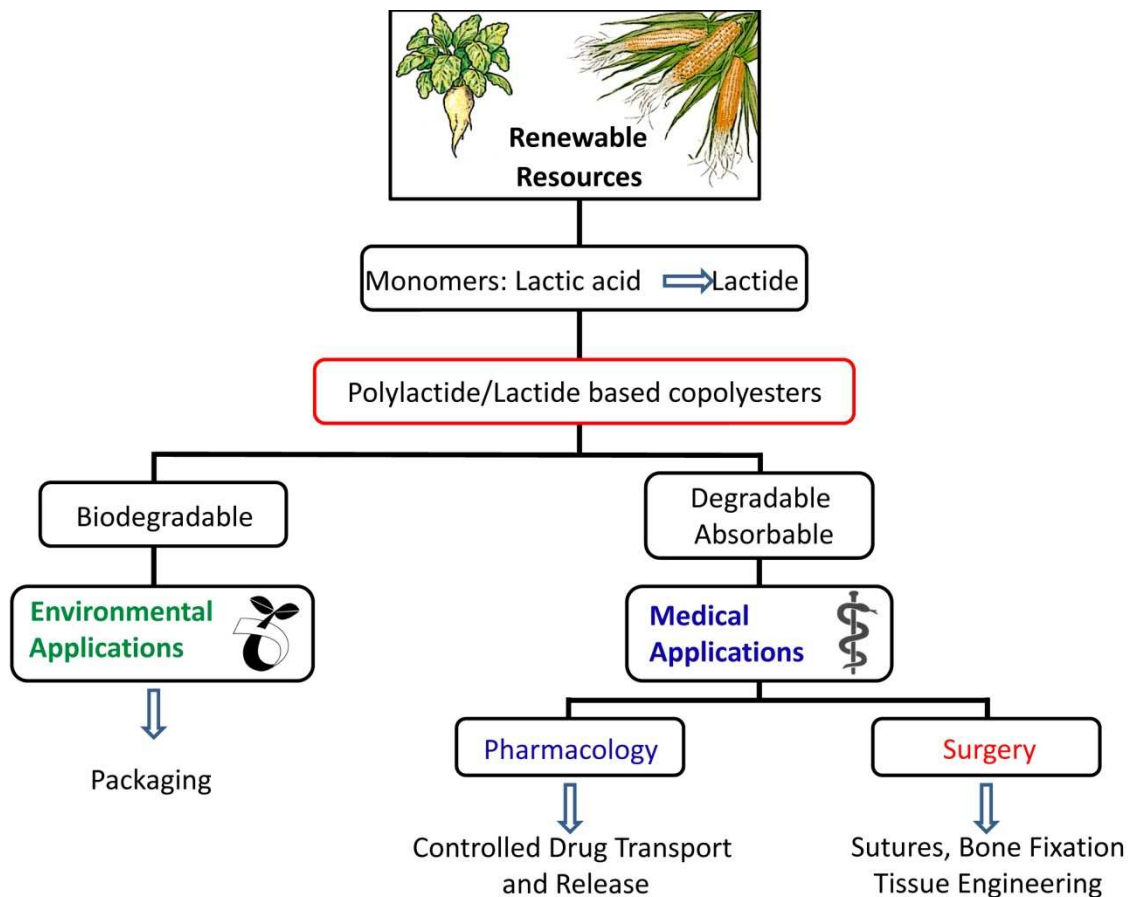 Renewable
Resources
Monomers: Lactic acid Lactide
Polylactide/Lactide based copolyesters
Biodegradable
Degradable
Absorbable
Environmental
Applications
Medical
Applications
Pharmacology
Surgery
Packaging
Controlled Drug Transport
and Release
Sutures, Bone Fixation
Tissue Engineering